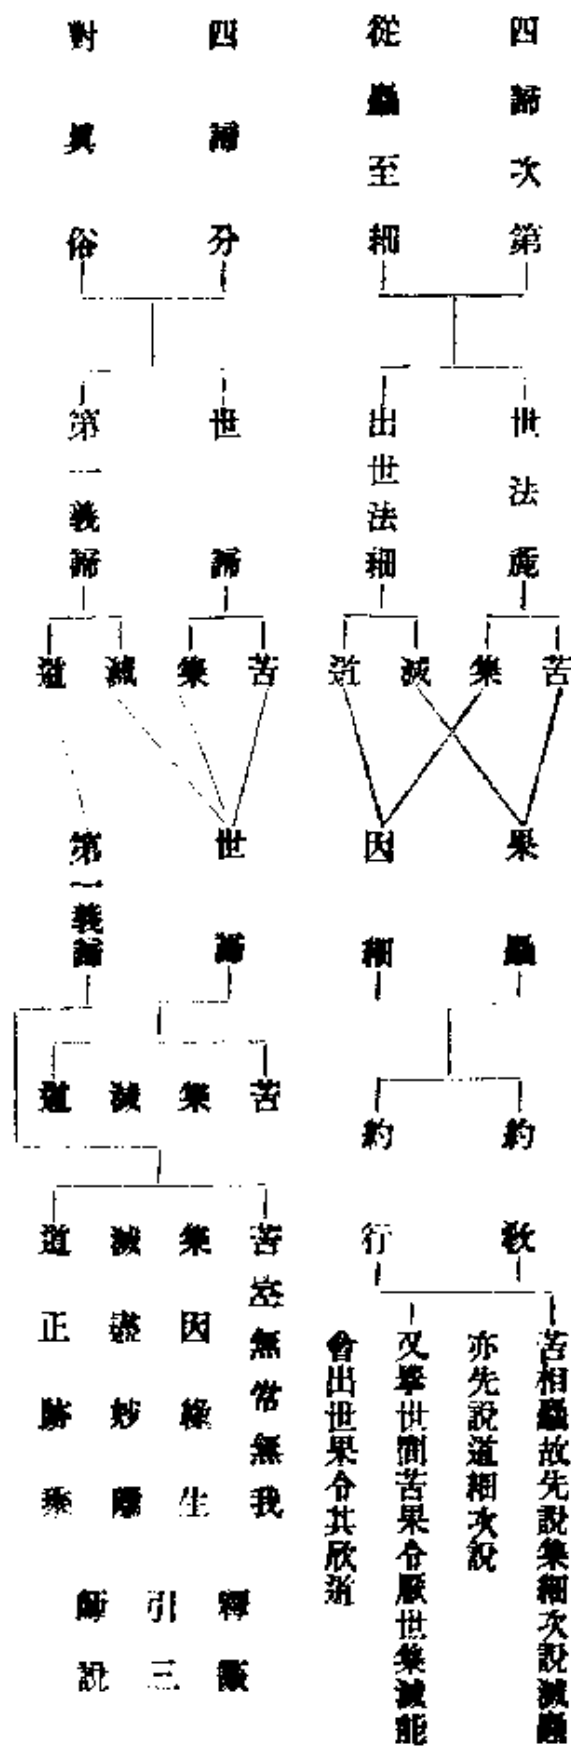 四諦次第
從麤至細
世法麁
出世法細
苦
集
滅
道
果麤
因細
約教
約行
苦相麤故先說集細次說滅麤
亦先說道細次說
又舉世間苦果令厭世集滅能
會出世果令其欣道
四諦分
對眞俗
世諦
第一義諦
苦
集
滅
道
世諦
第一義諦
苦
集
滅
道
苦空無常無我
集因緣生
滅盡妙離
道正跡乘
釋
引三
師說